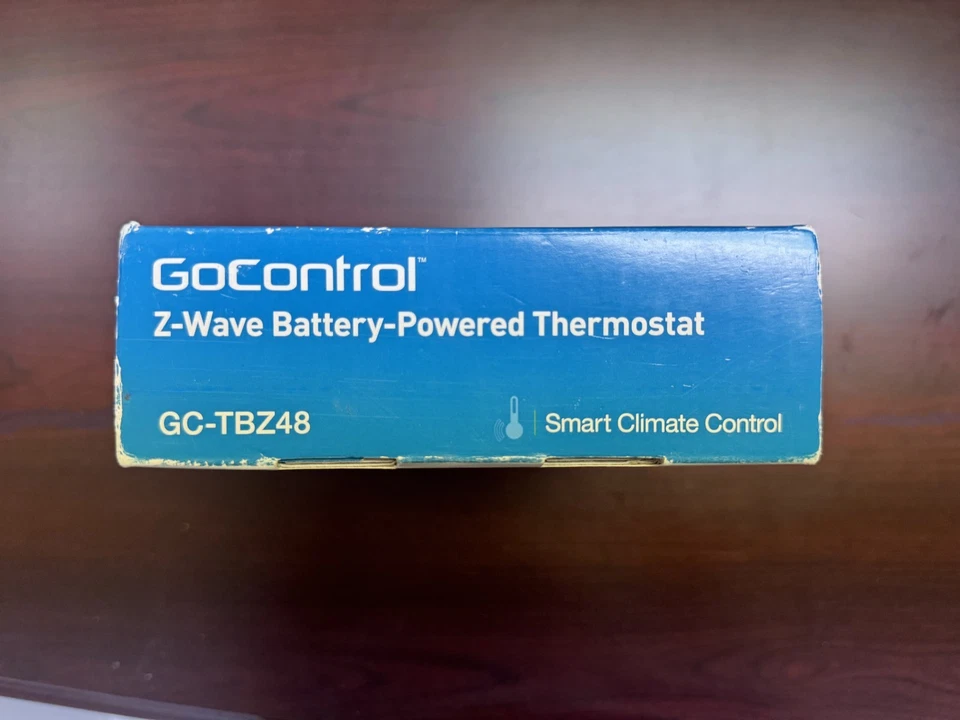 GoControl™
Z-Wave Battery-Powered Thermostat
GC-TBZ48
Smart Climate Control